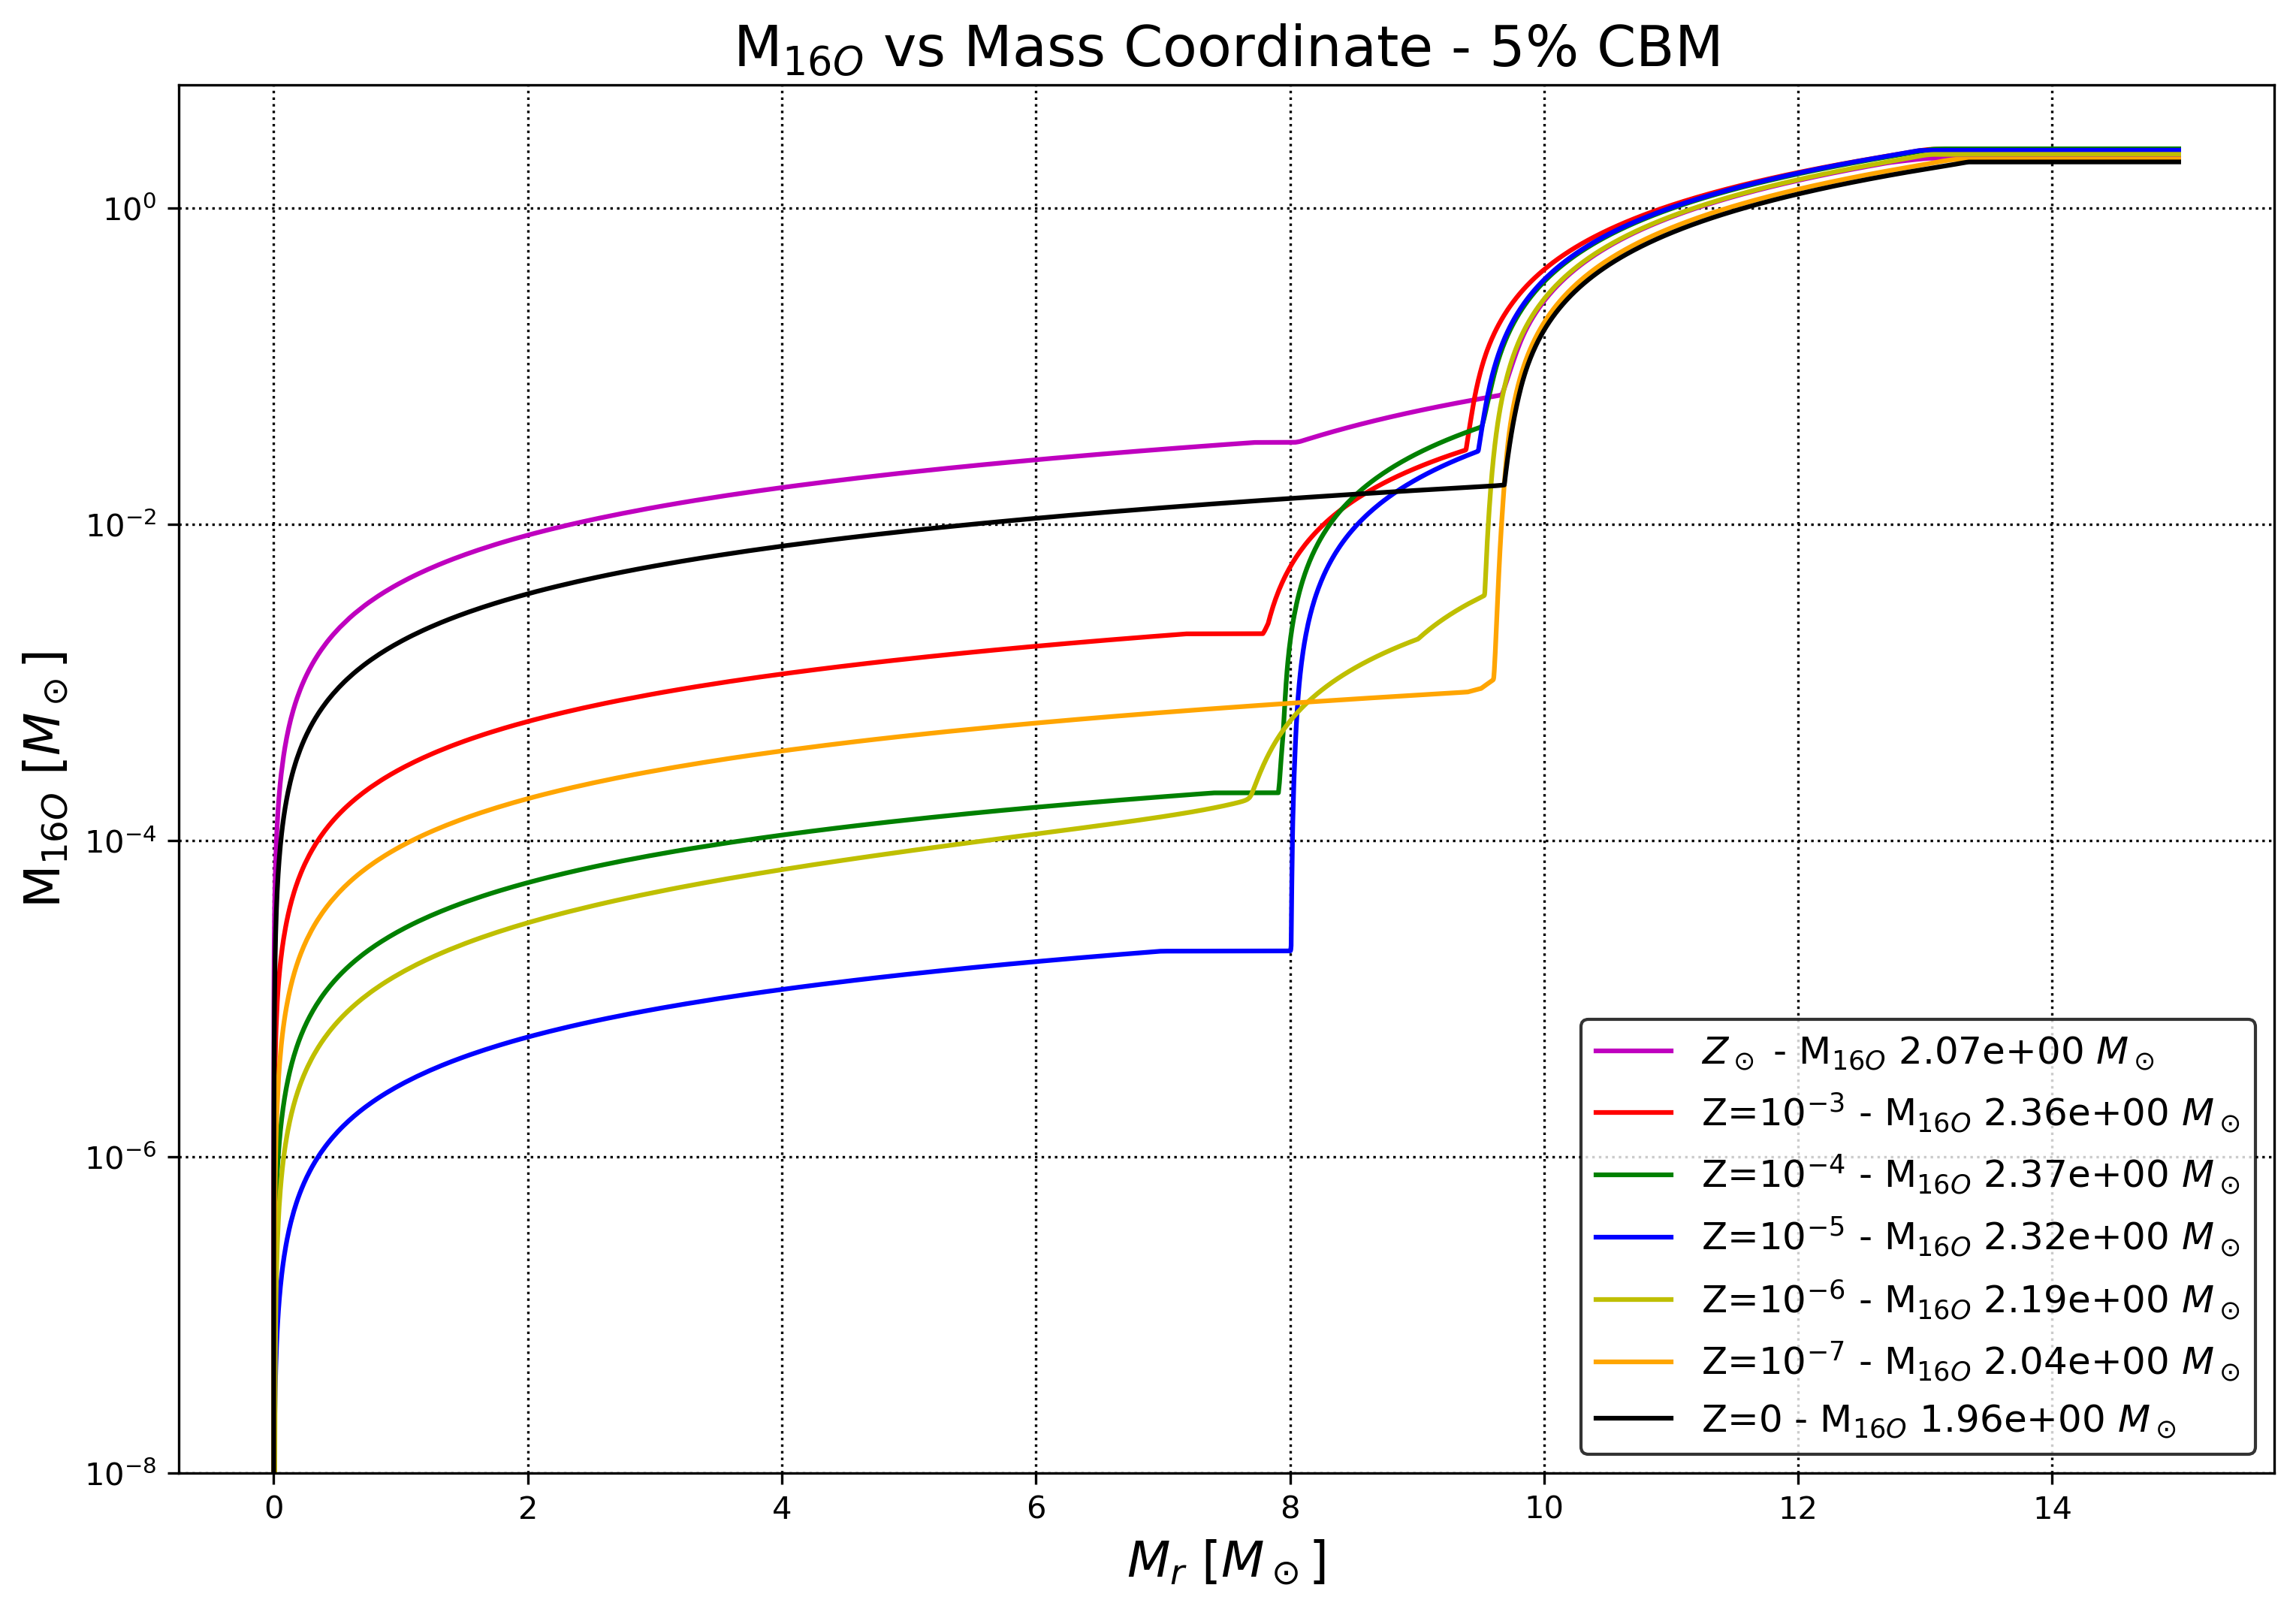 M₁₆O vs Mass Coordinate - 5% CBM
M₁₆O [M⊙]
10⁰
10⁻²
10⁻⁴
10⁻⁶
10⁻⁸
0 2 4 6 8 10 12 14
Mᵣ [M⊙]
Z⊙ - M₁₆O 2.07e+00 M⊙
Z=10⁻³ - M₁₆O 2.36e+00 M⊙
Z=10⁻⁴ - M₁₆O 2.37e+00 M⊙
Z=10⁻⁵ - M₁₆O 2.32e+00 M⊙
Z=10⁻⁶ - M₁₆O 2.19e+00 M⊙
Z=10⁻⁷ - M₁₆O 2.04e+00 M⊙
Z=0 - M₁₆O 1.96e+00 M⊙